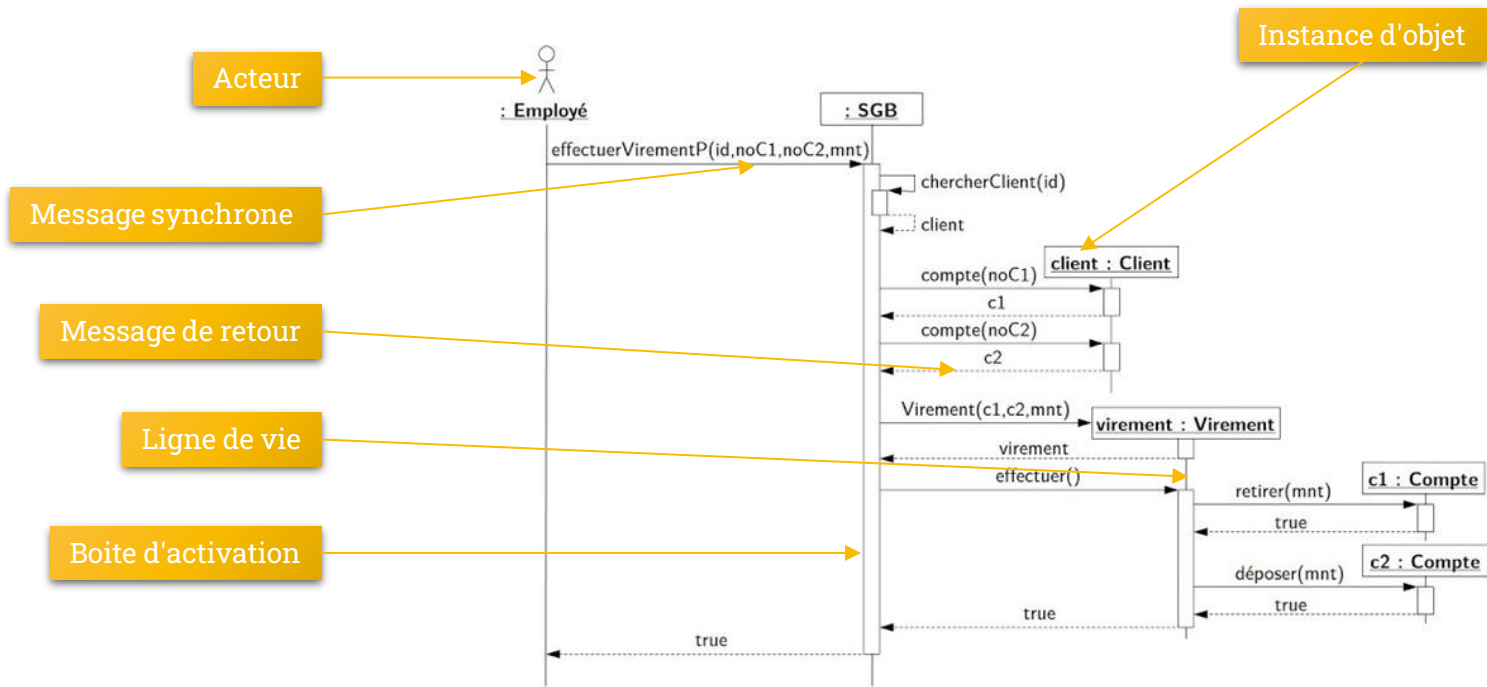 Instance d'objet
Acteur
: Employé
: SGB
effectuerVirementP(id,noC1,noC2,mnt)
chercherClient(id)
Message synchrone
client
client : Client
compte(noC1)
c1
Message de retour
compte(noC2)
c2
Virement(c1,c2,mnt)
virement : Virement
Ligne de vie
virement
effectuer()
c1 : Compte
retirer(mnt)
true
Boite d'activation
c2 : Compte
déposer(mnt)
true
true
true